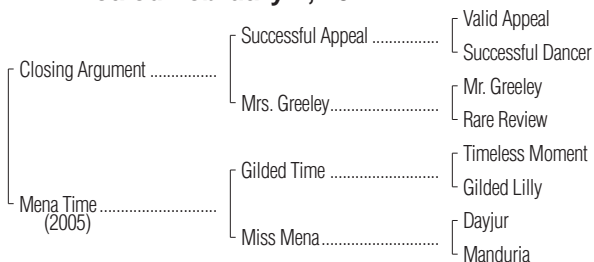 Valid Appeal
Successful Appeal ................
Successful Dancer
Closing Argument ................
Mr. Greeley
Mrs. Greeley..........................
Rare Review
Timeless Moment
Gilded Time ..........................
Gilded Lilly
Mena Time ............................
(2005)
Dayjur
Miss Mena............................
Manduria